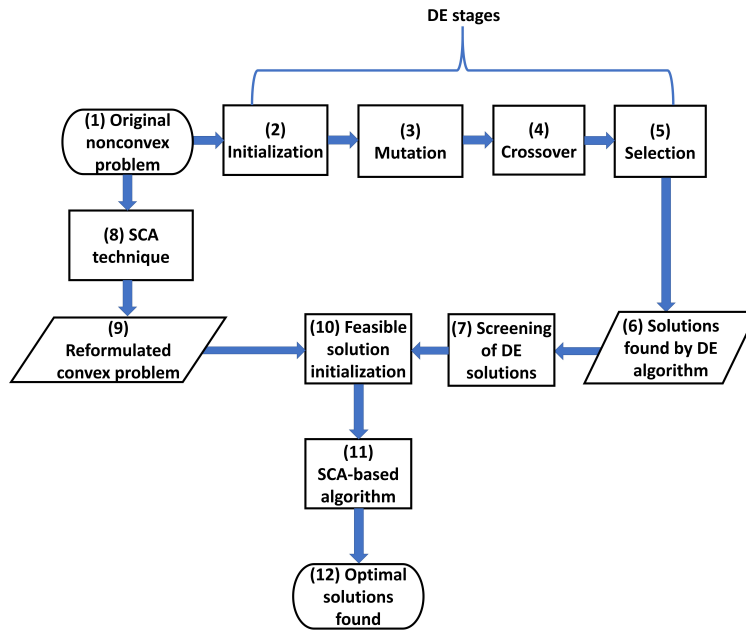 DE stages
(1) Original
nonconvex
problem
(2)
Initialization
(3)
Mutation
(4)
Crossover
(5)
Selection
(8) SCA
technique
(9)
Reformulated
convex problem
(10) Feasible
solution
initialization
(7) Screening
of DE
solutions
(6) Solutions
found by DE
algorithm
(11)
SCA-based
algorithm
(12) Optimal
solutions
found